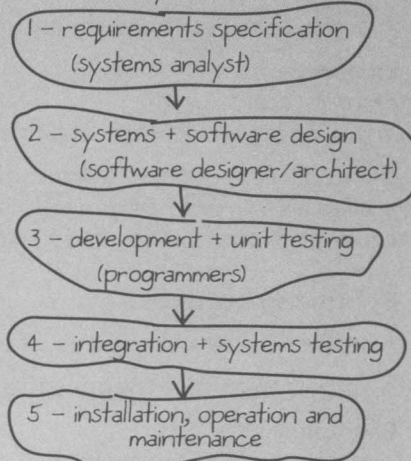 1 – requirements specification
(systems analyst)
2 – systems + software design
(software designer/architect)
3 – development + unit testing
(programmers)
4 – integration + systems testing
5 – installation, operation and
maintenance